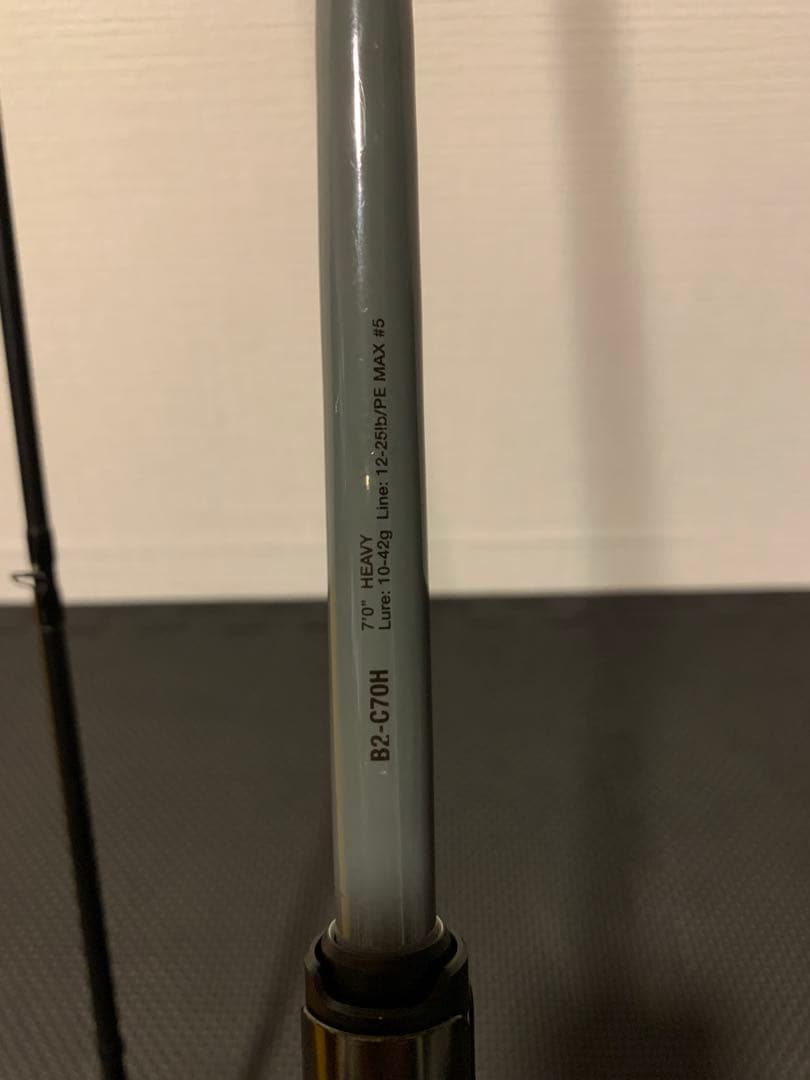 B2-C70H
7'0" HEAVY
Lure: 10-42g Line: 12-25lb/PE MAX #5